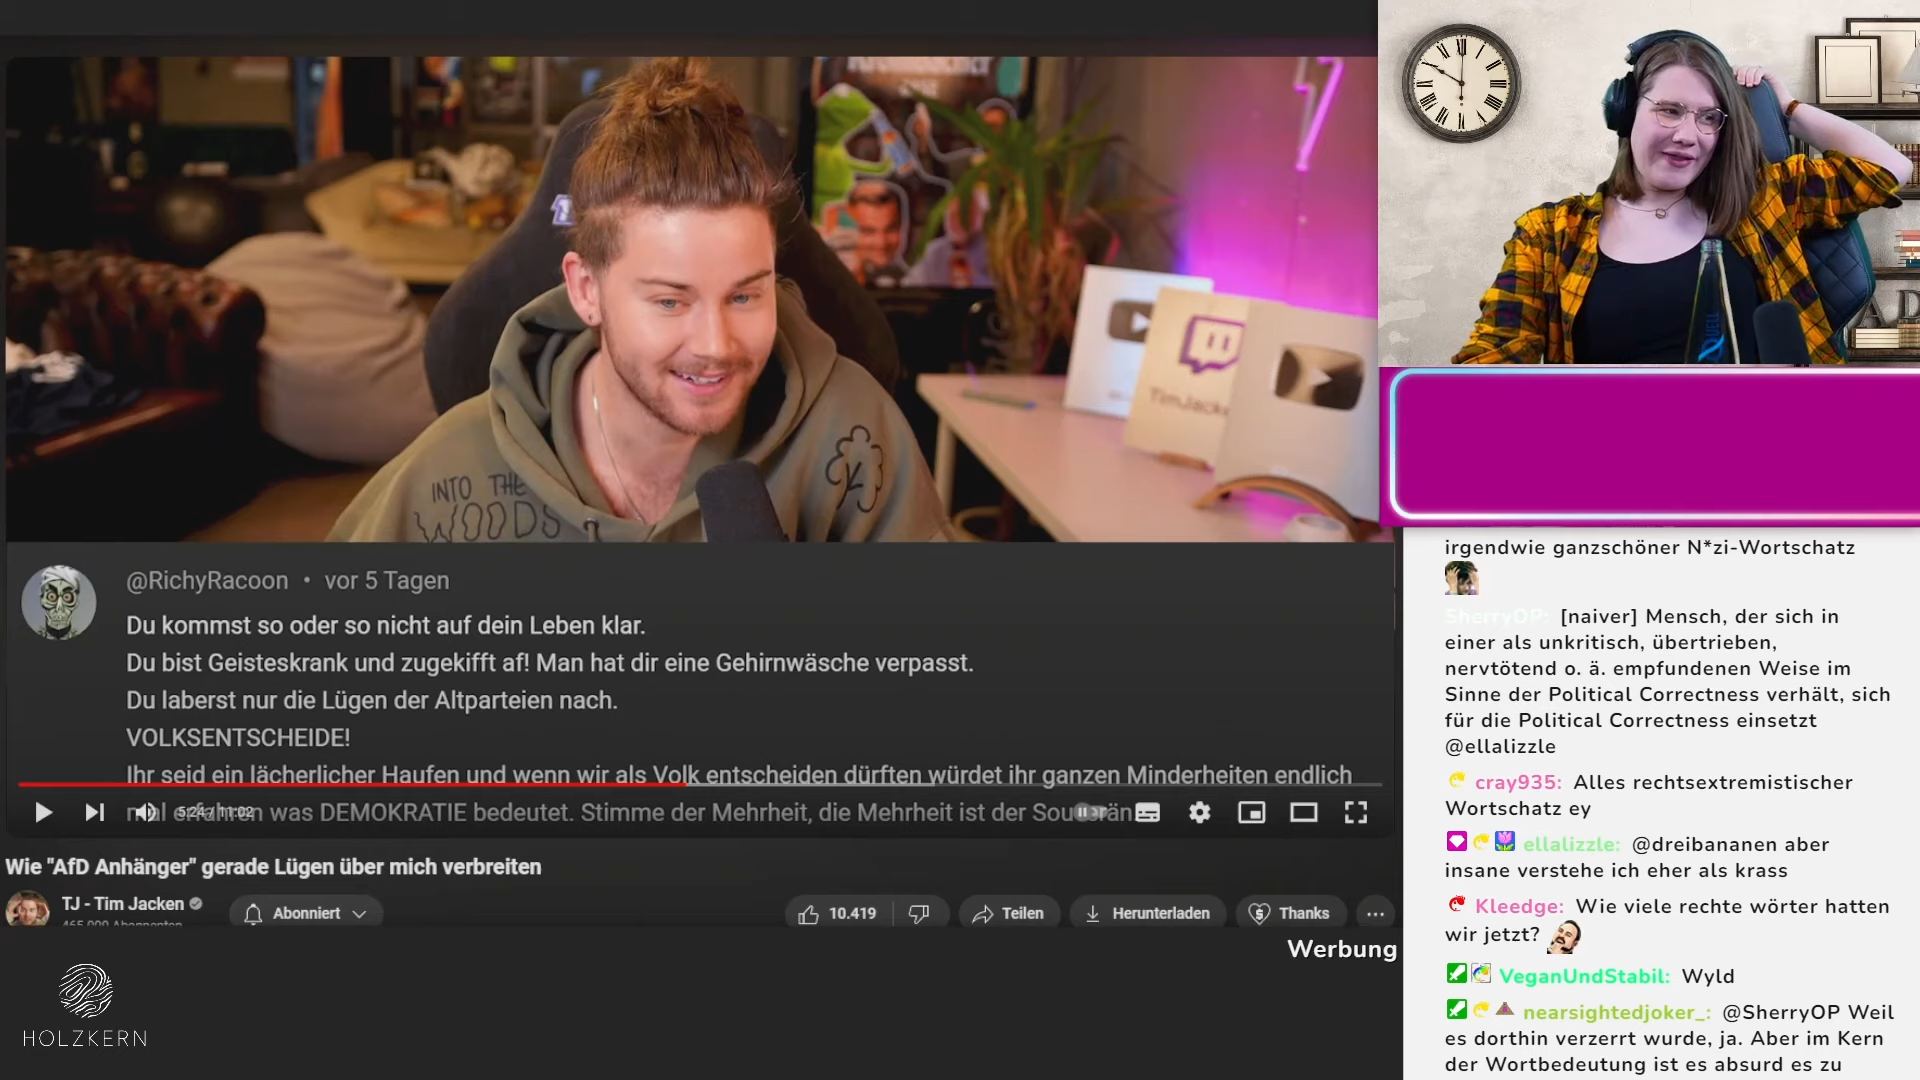 INTO THE
WOODS
@RichyRacoon • vor 5 Tagen
Du kommst so oder so nicht auf dein Leben klar.
Du bist Geisteskrank und zugekifft af! Man hat dir eine Gehirnwäsche verpasst.
Du laberst nur die Lügen der Altparteien nach.
VOLKSENTSCHEIDE!
Ihr seid ein lächerlicher Haufen und wenn wir als Volk entscheiden dürften würdet ihr ganzen Minderheiten endlich
mal erfahren was DEMOKRATIE bedeutet. Stimme der Mehrheit, die Mehrheit ist der Souverän
5:24 / 11:02
Wie "AfD Anhänger" gerade Lügen über mich verbreiten
TJ - Tim Jacken
Abonniert
10.419
Teilen
Herunterladen
Thanks
Werbung
HOLZKERN
irgendwie ganzschöner N*zi-Wortschatz
SherryOP: [naiver] Mensch, der sich in
einer als unkritisch, übertrieben,
nervtötend o. ä. empfundenen Weise im
Sinne der Political Correctness verhält, sich
für die Political Correctness einsetzt
@ellalizzle
cray935: Alles rechtsextremistischer
Wortschatz ey
ellalizzle: @dreibananen aber
insane verstehe ich eher als krass
Kleedge: Wie viele rechte wörter hatten
wir jetzt?
VeganUndStabil: Wyld
nearsightedjoker_: @SherryOP Weil
es dorthin verzerrt wurde, ja. Aber im Kern
der Wortbedeutung ist es absurd es zu